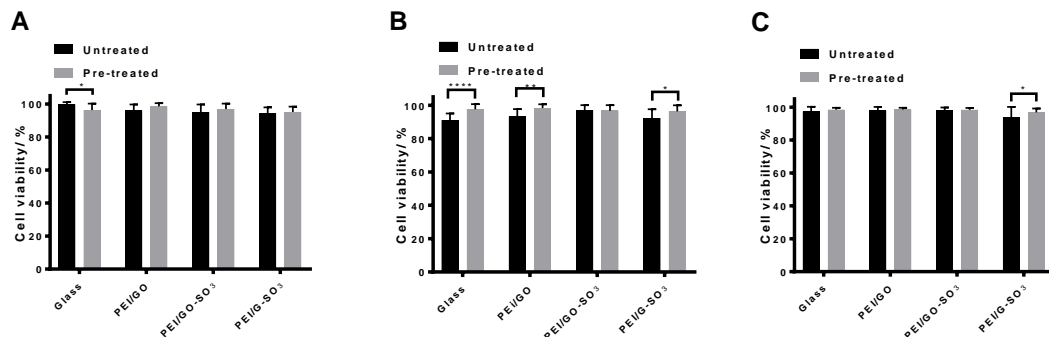 A
Untreated
Pre-treated
*
Cell viability/ %
100
80
60
40
20
0
Glass
PEI/GO
PEI/GO-SO3
PEI/G-SO3
B
Untreated
Pre-treated
****
**
*
Cell viability/ %
100
80
60
40
20
0
Glass
PEI/GO
PEI/GO-SO3
PEI/G-SO3
C
Untreated
Pre-treated
*
Cell viability/ %
100
80
60
40
20
0
Glass
PEI/GO
PEI/GO-SO3
PEI/G-SO3